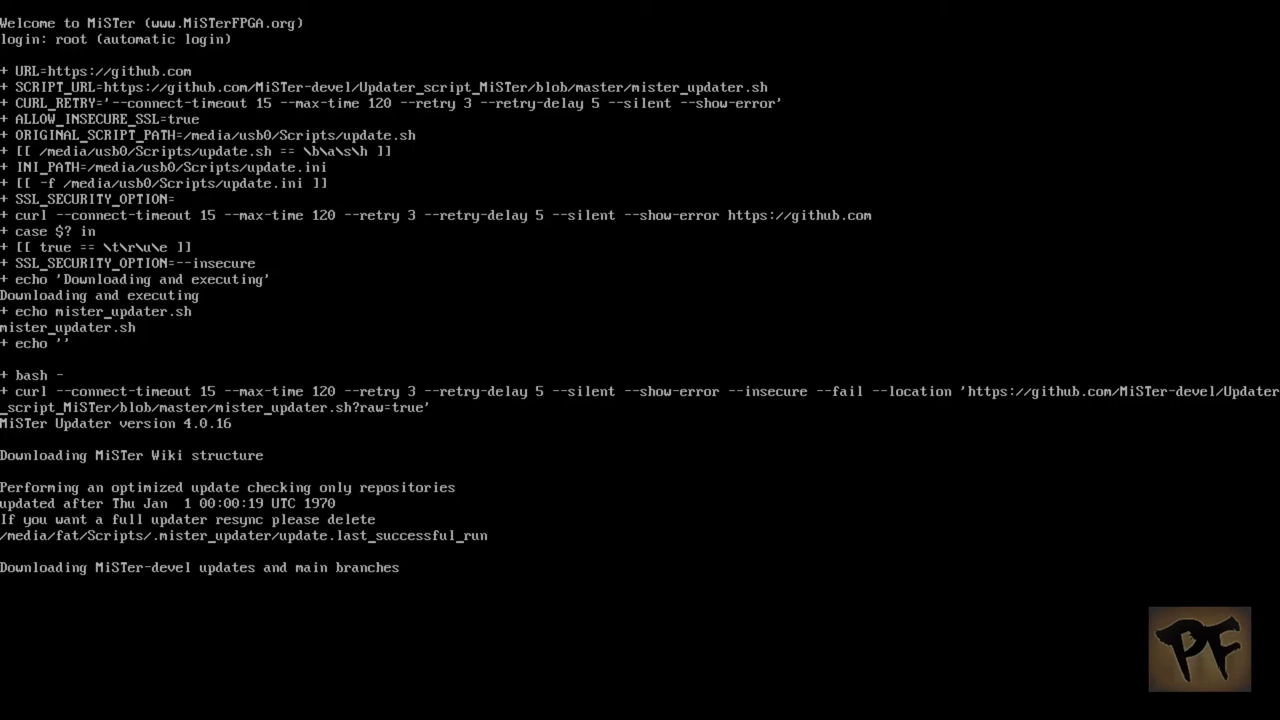 Welcome to MiSTer (www.MiSTerFPGA.org)
login: root (automatic login)
+ URL=https://github.com
+ SCRIPT_URL=https://github.com/MiSTer-devel/Updater_script_MiSTer/blob/master/mister_updater.sh
+ CURL_RETRY='--connect-timeout 15 --max-time 120 --retry 3 --retry-delay 5 --silent --show-error'
+ ALLOW_INSECURE_SSL=true
+ ORIGINAL_SCRIPT_PATH=/media/usb0/Scripts/update.sh
+ [[ /media/usb0/Scripts/update.sh == \b\a\s\h ]]
+ INI_PATH=/media/usb0/Scripts/update.ini
+ [[ -f /media/usb0/Scripts/update.ini ]]
+ SSL_SECURITY_OPTION=
+ curl --connect-timeout 15 --max-time 120 --retry 3 --retry-delay 5 --silent --show-error https://github.com
+ case $? in
+ [[ true == \t\r\u\e ]]
+ SSL_SECURITY_OPTION=--insecure
+ echo 'Downloading and executing'
Downloading and executing
+ echo mister_updater.sh
mister_updater.sh
+ echo ''
+ bash -
+ curl --connect-timeout 15 --max-time 120 --retry 3 --retry-delay 5 --silent --show-error --insecure --fail --location 'https://github.com/MiSTer-devel/Updater
_script_MiSTer/blob/master/mister_updater.sh?raw=true'
MiSTer Updater version 4.0.16
Downloading MiSTer Wiki structure
Performing an optimized update checking only repositories
updated after Thu Jan  1 00:00:19 UTC 1970
If you want a full updater resync please delete
/media/fat/Scripts/.mister_updater/update.last_successful_run
Downloading MiSTer-devel updates and main branches
PF